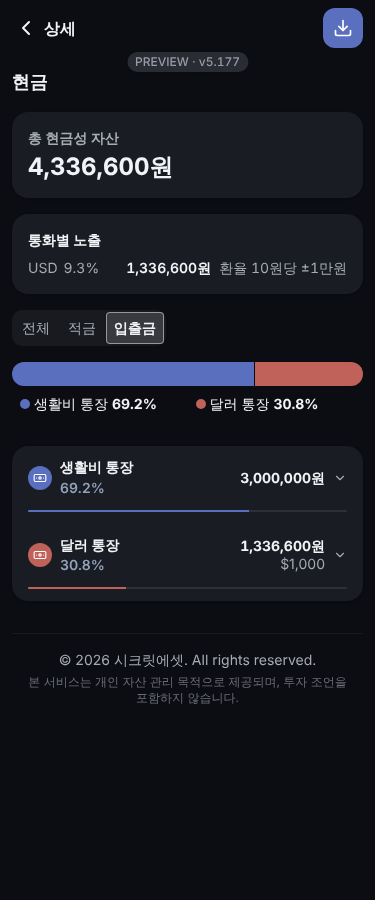 상세
PREVIEW · v5.177
현금
총 현금성 자산
4,336,600원
통화별 노출
USD 9.3% 1,336,600원 환율 10원당 ±1만원
전체 적금 입출금
생활비 통장 69.2% 달러 통장 30.8%
생활비 통장
69.2%
3,000,000원
달러 통장
30.8%
1,336,600원
$1,000
© 2026 시크릿에셋. All rights reserved.
본 서비스는 개인 자산 관리 목적으로 제공되며, 투자 조언을
포함하지 않습니다.